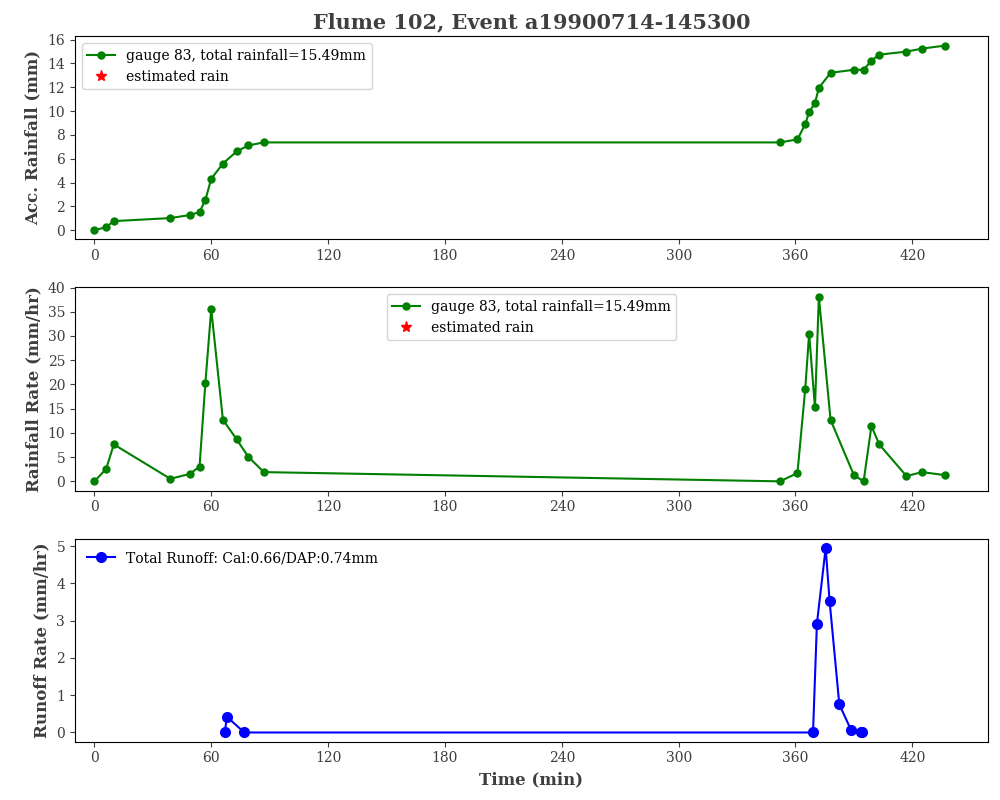 Flume 102, Event a19900714-145300
Acc. Rainfall (mm)
16
14
12
10
8
6
4
2
0
gauge 83, total rainfall=15.49mm
estimated rain
0 60 120 180 240 300 360 420
Rainfall Rate (mm/hr)
40
35
30
25
20
15
10
5
0
gauge 83, total rainfall=15.49mm
estimated rain
0 60 120 180 240 300 360 420
Runoff Rate (mm/hr)
5
4
3
2
1
0
Total Runoff: Cal:0.66/DAP:0.74mm
0 60 120 180 240 300 360 420
Time (min)